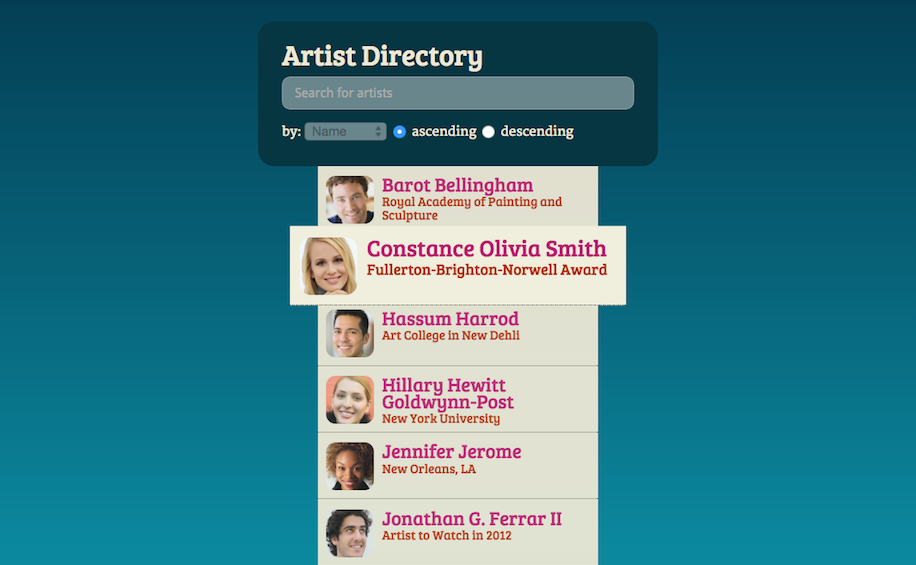 Artist Directory
Search for artists
by: Name ascending descending
Barot Bellingham
Royal Academy of Painting and
Sculpture
Constance Olivia Smith
Fullerton-Brighton-Norwell Award
Hassum Harrod
Art College in New Dehli
Hillary Hewitt
Goldwynn-Post
New York University
Jennifer Jerome
New Orleans, LA
Jonathan G. Ferrar II
Artist to Watch in 2012